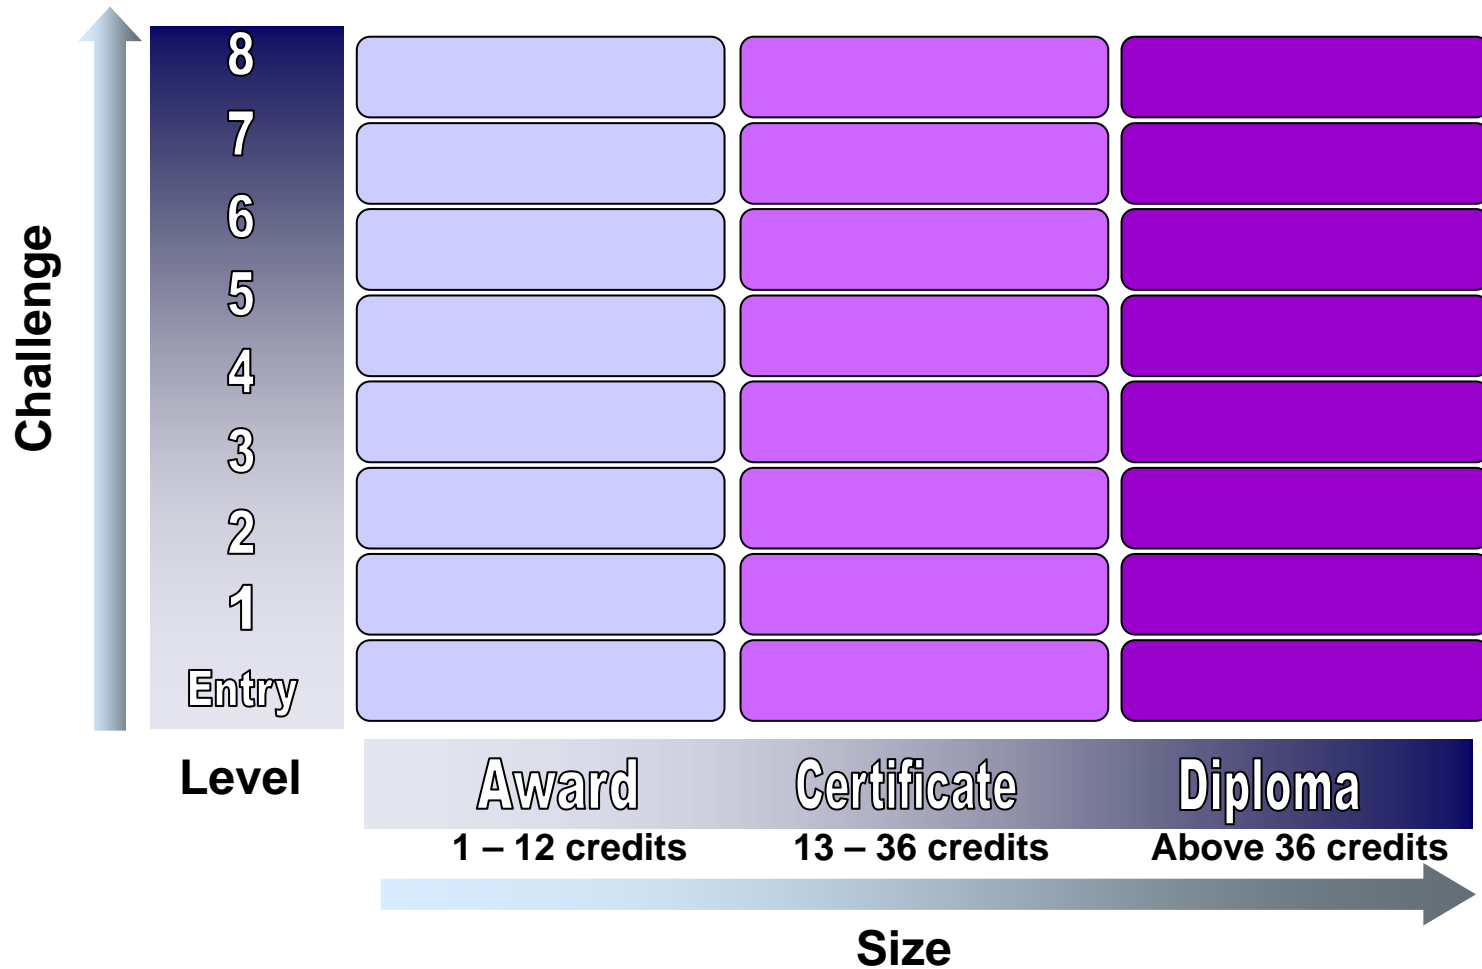 Challenge
8
7
6
5
4
3
2
1
Entry
Level
Award
Certificate
Diploma
1 – 12 credits
13 – 36 credits
Above 36 credits
Size